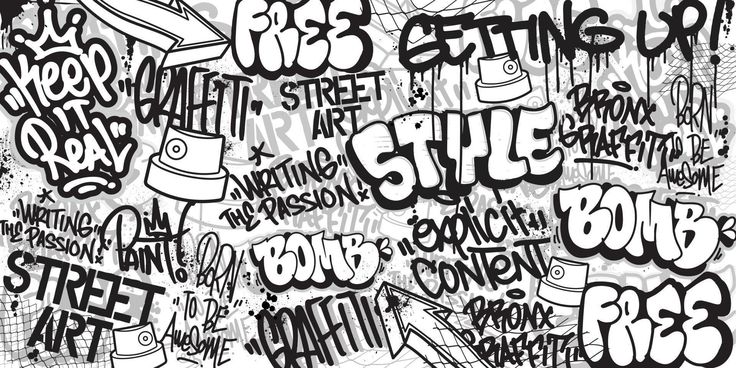 FREE
GETTING UP!
"KEEP
IT
REAL"
"GRAFFITI"
STREET
ART
STYLE
BRONX
GRAFFITI
BORN
TO BE
AWESOME
"WRITING
THE PASSION!
"WRITING
THE PASSION!
PAINT!
BORN
"TO BE
AWESOME
BOMB
"EXPLICIT"
CONTENT
BOMB
STREET
ART
"GRAFFITI"
BRONX
GRAFFITI
FREE